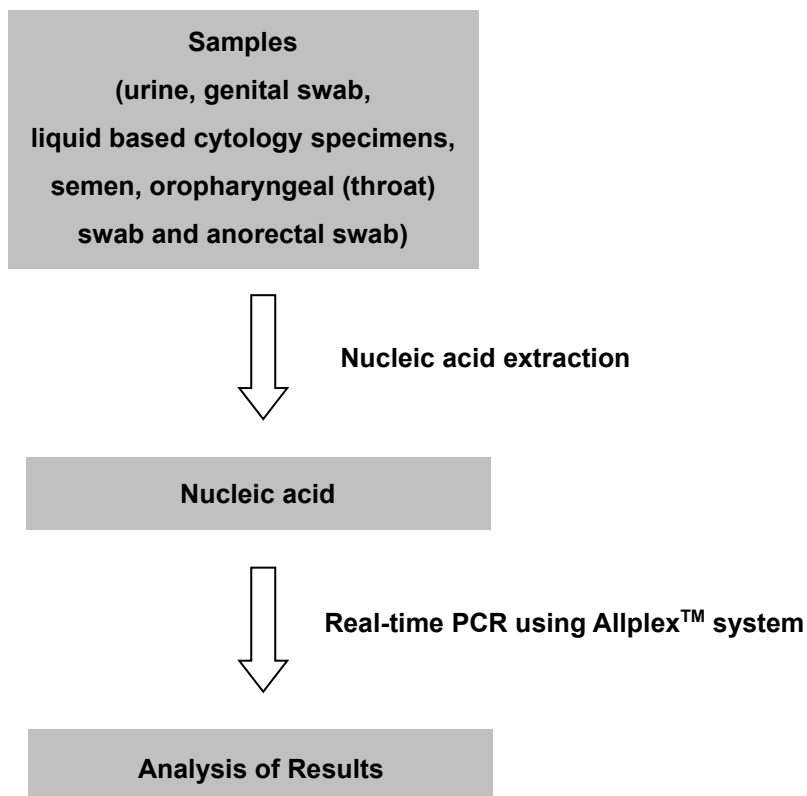 Samples
(urine, genital swab,
liquid based cytology specimens,
semen, oropharyngeal (throat)
swab and anorectal swab)
Nucleic acid extraction
Nucleic acid
Real-time PCR using Allplex™ system
Analysis of Results